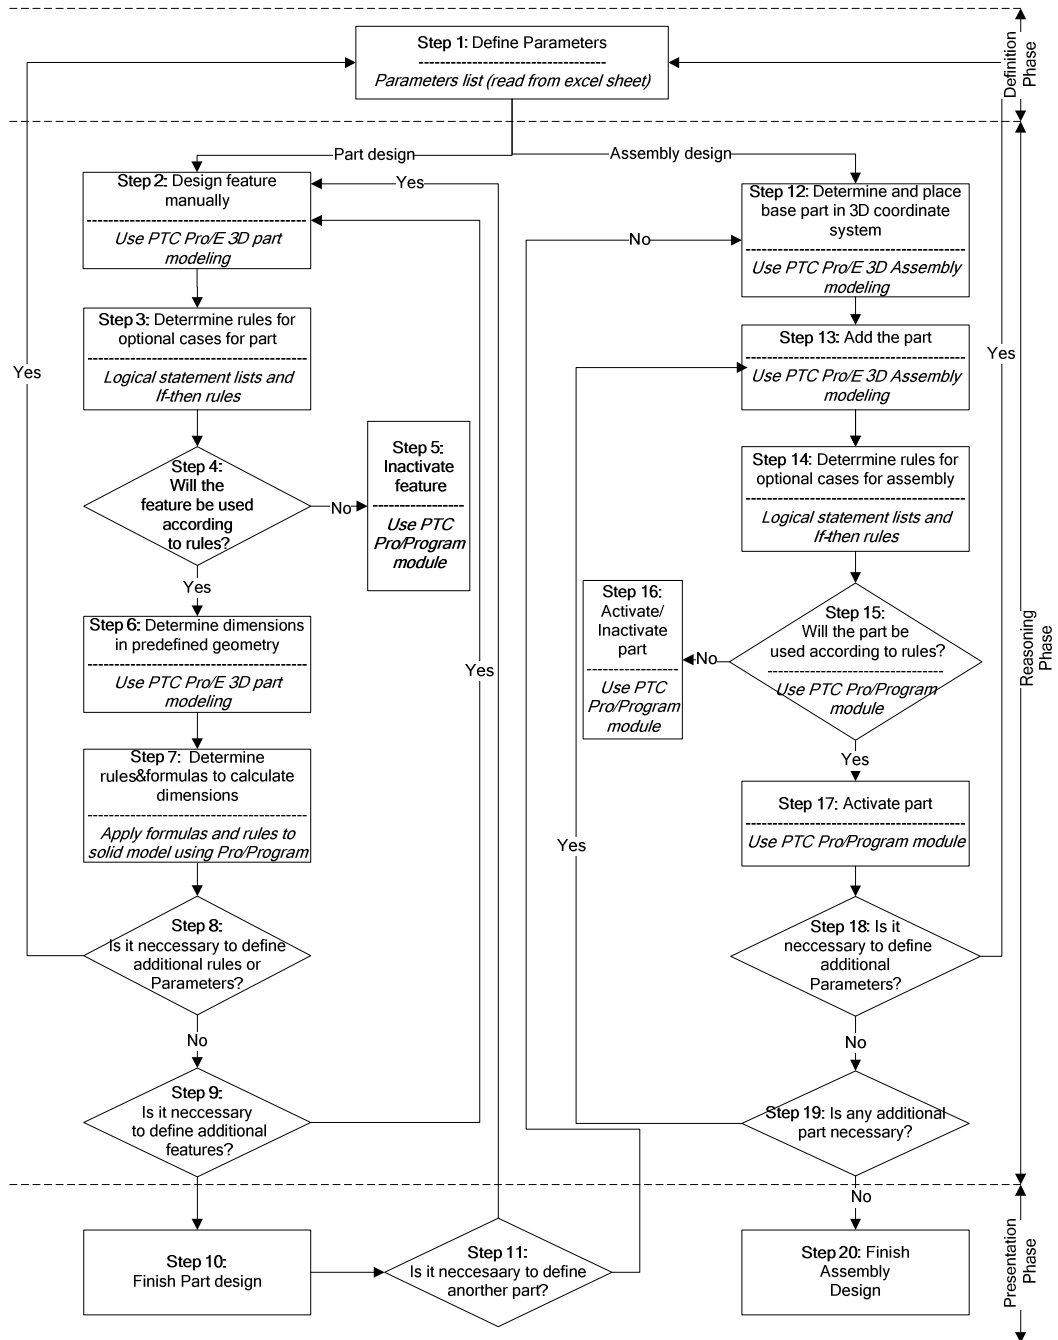 Step 1: Define Parameters
Parameters list (read from excel sheet)
Definition
Phase
Part design
Assembly design
Step 2: Design feature
manually
Use PTC Pro/E 3D part
modeling
Yes
Step 12: Determine and place
base part in 3D coordinate
system
Use PTC Pro/E 3D Assembly
modeling
No
Step 3: Determine rules for
optional cases for part
Logical statement lists and
If-then rules
Step 13: Add the part
Use PTC Pro/E 3D Assembly
modeling
Yes
Yes
Step 4:
Will the
feature be used
according
to rules?
No
Step 5:
Inactivate
feature
Use PTC
Pro/Program
module
Step 14: Determine rules for
optional cases for assembly
Logical statement lists and
If-then rules
Yes
Step 6: Determine dimensions
in predefined geometry
Use PTC Pro/E 3D part
modeling
Yes
Step 16:
Activate/
Inactivate
part
Use PTC
Pro/Program
module
No
Step 15:
Will the part be
used according to rules?
Use PTC Pro/Program
module
Reasoning
Phase
Yes
Step 7: Determine
rules&formulas to calculate
dimensions
Apply formulas and rules to
solid model using Pro/Program
Step 17: Activate part
Use PTC Pro/Program module
Yes
Step 8:
Is it neccessary to define
additional rules or
Parameters?
No
Step 18: Is it
neccessary to define
additional
Parameters?
No
Step 9:
Is it neccessary
to define additional
features?
Step 19: Is any additional
part necessary?
No
Step 10:
Finish Part design
Step 11:
Is it neccesaary to define
anorther part?
Step 20: Finish
Assembly
Design
Presentation
Phase